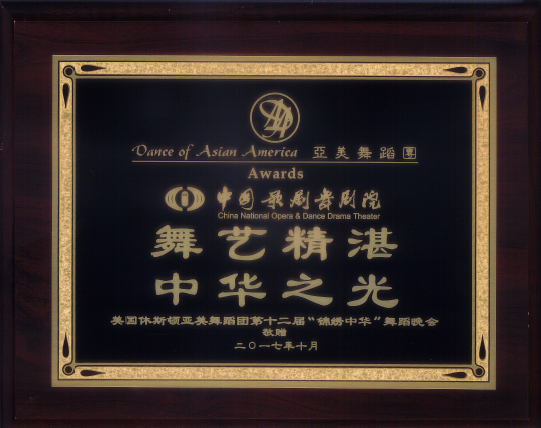 Dance of Asian America 亞美舞蹈團
Awards
中国歌剧舞剧院
China National Opera & Dance Drama Theater
舞艺精湛
中华之光
美国休斯顿亚美舞蹈团第十二届“锦绣中华”舞蹈晚会
敬赠
二〇一七年十月